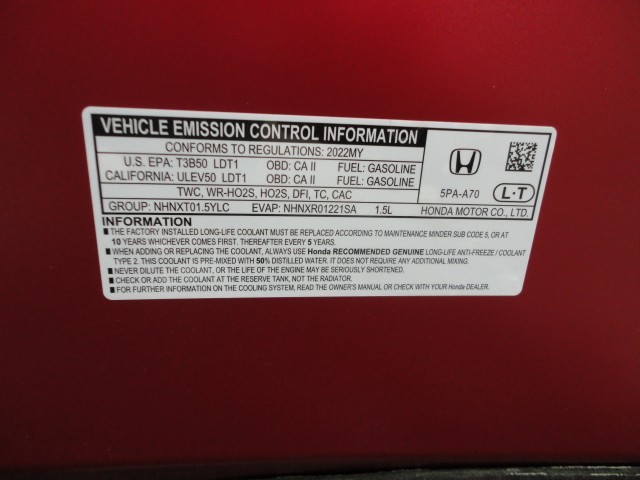 VEHICLE EMISSION CONTROL INFORMATION
CONFORMS TO REGULATIONS: 2022MY
U.S. EPA: T3B50 LDT1 OBD: CA II FUEL: GASOLINE
CALIFORNIA: ULEV50 LDT1 OBD: CA II FUEL: GASOLINE
TWC, WR-HO2S, HO2S, DFI, TC, CAC
GROUP: NHNXT01.5YLC EVAP: NHNXR01221SA 1.5L
5PA-A70
L・T
HONDA MOTOR CO., LTD.
INFORMATION
■ THE FACTORY INSTALLED LONG-LIFE COOLANT MUST BE REPLACED ACCORDING TO MAINTENANCE MINDER SUB CODE 5, OR AT
10 YEARS WHICHEVER COMES FIRST. THEREAFTER EVERY 5 YEARS.
■ WHEN ADDING OR REPLACING THE COOLANT, ALWAYS USE Honda RECOMMENDED GENUINE LONG-LIFE ANTI-FREEZE / COOLANT
TYPE 2. THIS COOLANT IS PRE-MIXED WITH 50% DISTILLED WATER. IT DOES NOT REQUIRE ANY ADDITIONAL MIXING.
■ NEVER DILUTE THE COOLANT, OR THE LIFE OF THE ENGINE MAY BE SERIOUSLY SHORTENED.
■ CHECK OR ADD THE COOLANT AT THE RESERVE TANK, NOT THE RADIATOR.
■ FOR FURTHER INFORMATION ON THE COOLING SYSTEM, READ THE OWNER'S MANUAL OR CHECK WITH YOUR Honda DEALER.